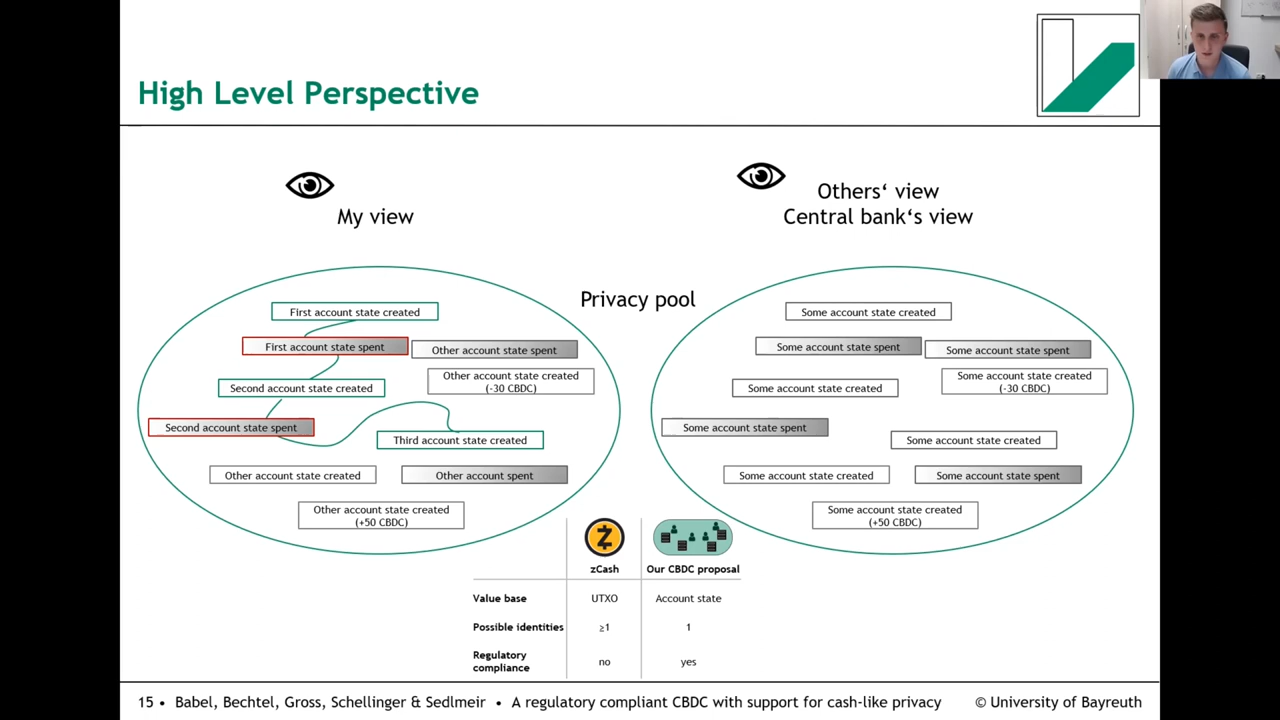 High Level Perspective
My view
Others‘ view
Central bank‘s view
Privacy pool
First account state created
First account state spent
Other account state spent
Other account state created
(-30 CBDC)
Second account state created
Second account state spent
Third account state created
Other account state created
Other account spent
Other account state created
(+50 CBDC)
Some account state created
Some account state spent
Some account state spent
Some account state created
(-30 CBDC)
Some account state created
Some account state spent
Some account state created
Some account state created
Some account state spent
Some account state created
(+50 CBDC)
zCash
Our CBDC proposal
Value base
UTXO
Account state
Possible identities
≥1
1
Regulatory
compliance
no
yes
15 • Babel, Bechtel, Gross, Schellinger & Sedlmeir • A regulatory compliant CBDC with support for cash-like privacy © University of Bayreuth